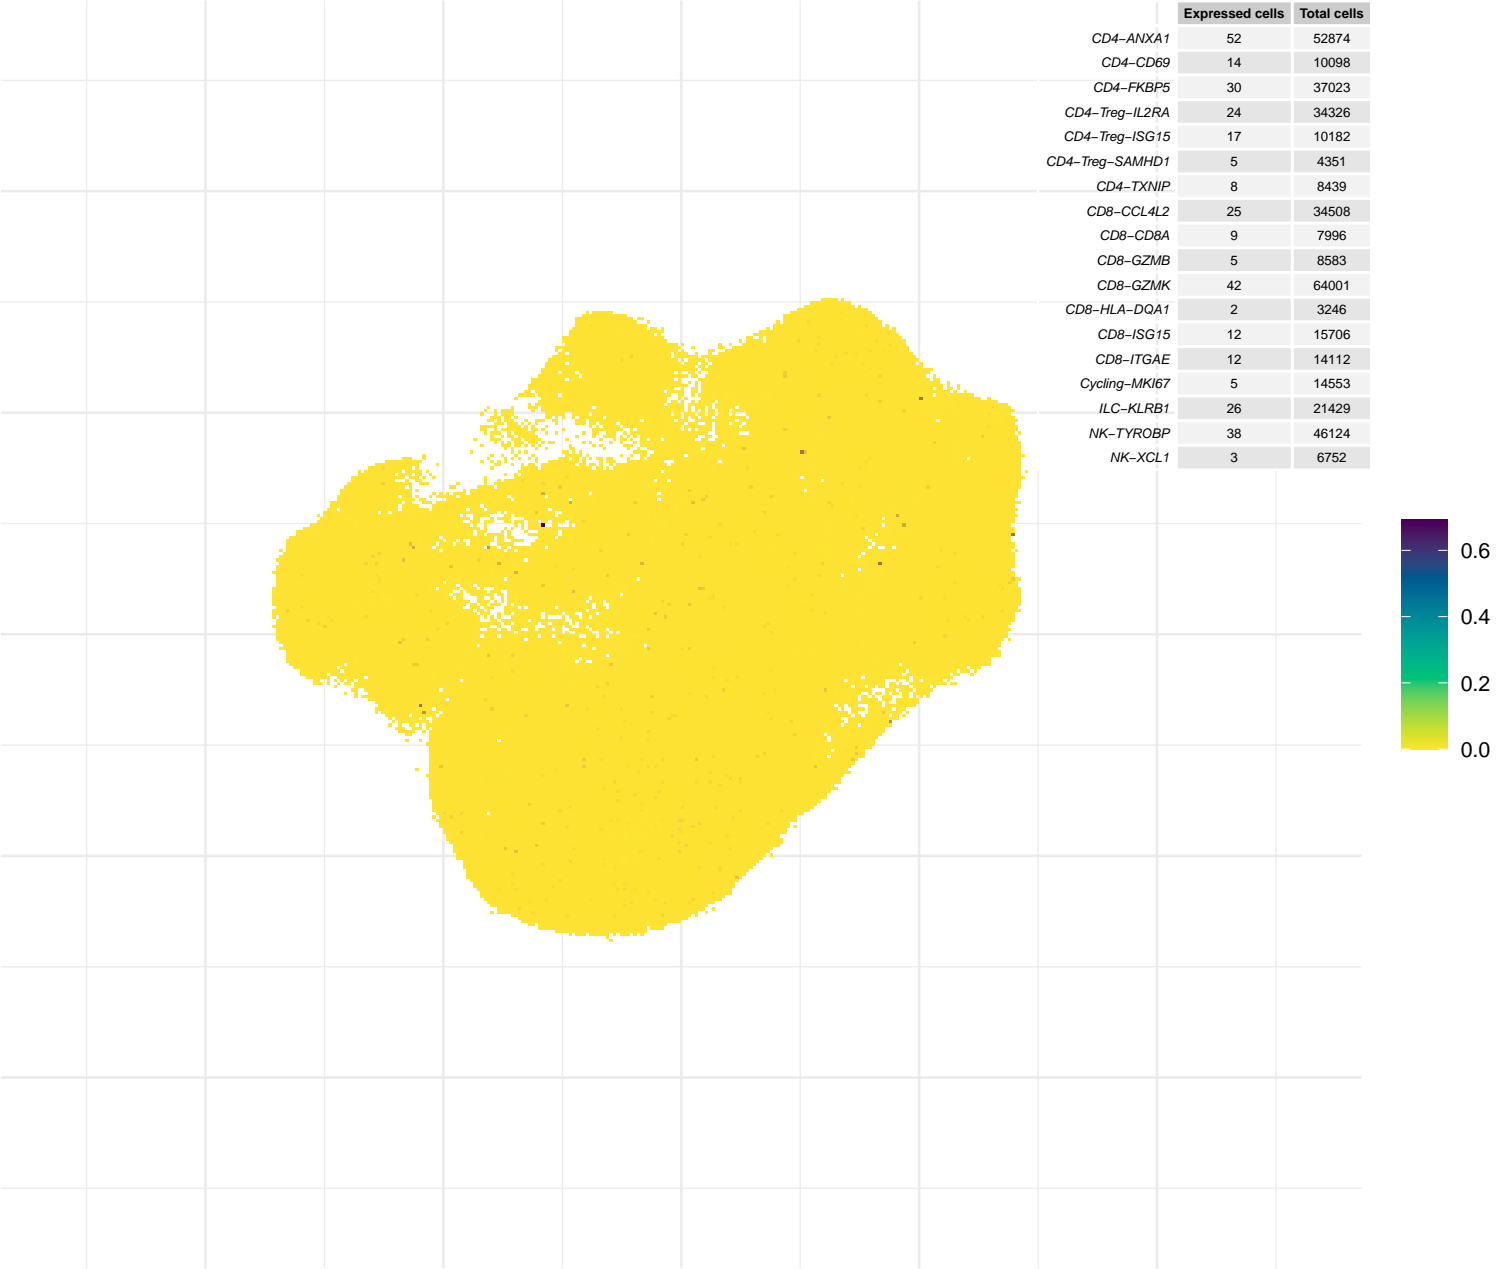 Expressed cells Total cells
CD4−ANXA1 52 52874
CD4−CD69 14 10098
CD4−FKBP5 30 37023
CD4−Treg−IL2RA 24 34326
CD4−Treg−ISG15 17 10182
CD4−Treg−SAMHD1 5 4351
CD4−TXNIP 8 8439
CD8−CCL4L2 25 34508
CD8−CD8A 9 7996
CD8−GZMB 5 8583
CD8−GZMK 42 64001
CD8−HLA−DQA1 2 3246
CD8−ISG15 12 15706
CD8−ITGAE 12 14112
Cycling−MKI67 5 14553
ILC−KLRB1 26 21429
NK−TYROBP 38 46124
NK−XCL1 3 6752
0.6
0.4
0.2
0.0